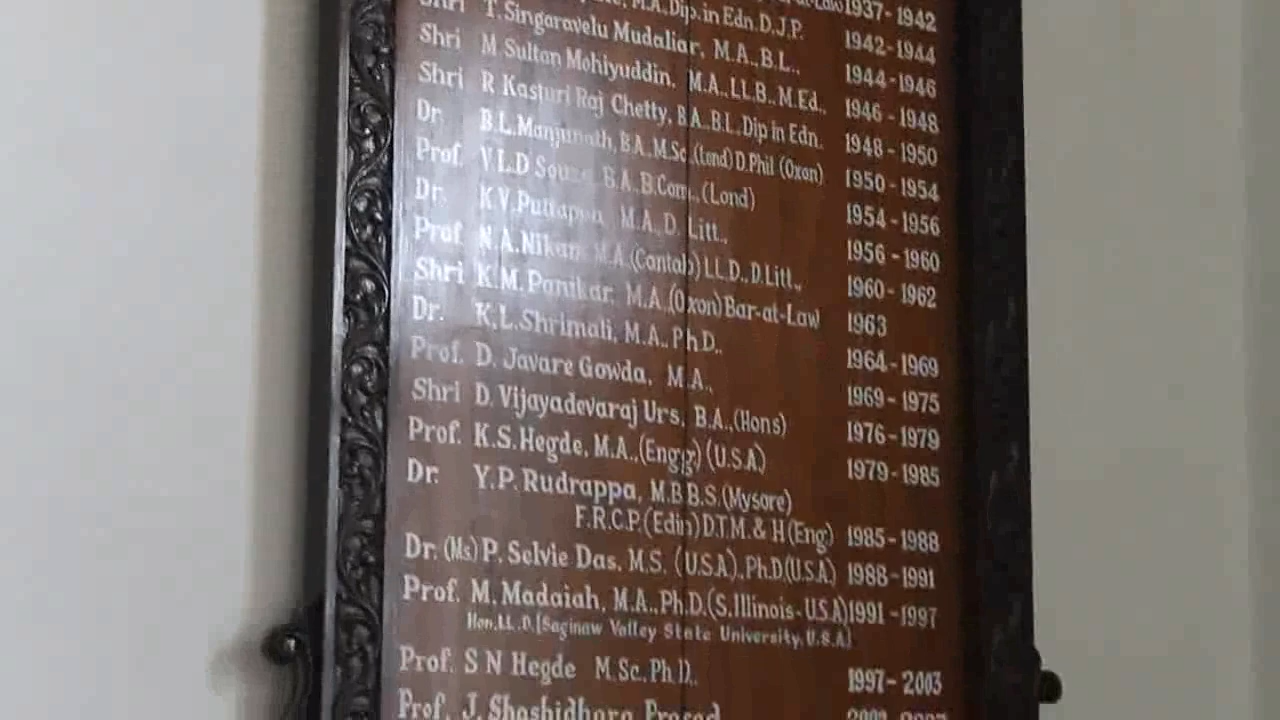 M.A.Dip.in Edn.D.J.P. 1937-1942
Shri T. Singaravelu Mudaliar, M.A.,B.L., 1942-1944
Shri M Sultan Mohiyuddin, M.A.,LL.B.,M.Ed., 1944-1946
Shri R Kasturi Raj Chetty, B.A.,B.L.,Dip in Edn. 1946-1948
Dr. B.L.Manjunath, B.A.,M.Sc.(Lond) D.Phil (Oxon) 1948-1950
Prof. V.L.D Souza B.A.,B.Com.,(Lond) 1950-1954
Dr. K.V.Puttappa, M.A.,D. Litt., 1954-1956
Prof N.A.Nikam M.A.(Cantab) LL.D.,D.Litt., 1956-1960
Shri K.M. Panikar, M.A.(Oxon) Bar-at-Law 1960-1962
Dr. K.L.Shrimali, M.A.,Ph D., 1963
Prof. D. Javare Gowda, M.A., 1964-1969
Shri D. Vijayadevaraj Urs, B.A.,(Hons) 1969-1975
Prof. K.S.Hegde, M.A.,(Engg) (U.S.A) 1976-1979
Dr. Y.P.Rudrappa, M.B B.S.(Mysore) 1979-1985
F.R.C.P.(Edin) D.T.M. & H (Eng) 1985-1988
Dr. (Ms) P. Selvie Das, M.S. (U.S.A).,Ph.D.(U.S.A) 1988-1991
Prof. M. Madaiah, M.A.,Ph.D.(S.Illinois-U.S.A) 1991-1997
Hon.LL.D.(Saginaw Valley State University, U.S.A).
Prof. S N Hegde M.Sc.,Ph.D., 1997-2003
Prof. J. Shashidhara Prasad